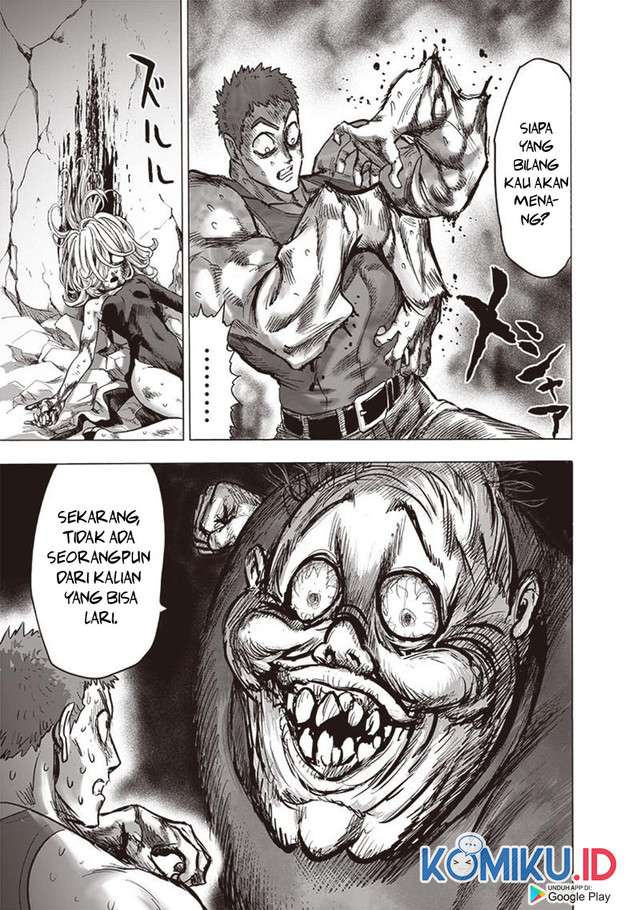 SIAPA
YANG
BILANG
KAU AKAN
MENA-
NG?
メシャァ
.........
ズルル
SEKARANG,
TIDAK ADA
SEORANGPUN
DARI KALIAN
YANG BISA
LARI.
KOMIKU.ID
UNDUH APP DI:
Google Play